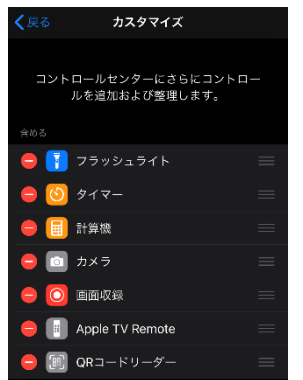 戻る カスタマイズ
コントロールセンターにさらにコントロー
ルを追加および整理します。
含める
フラッシュライト
タイマー
計算機
カメラ
画面収録
Apple TV Remote
QRコードリーダー